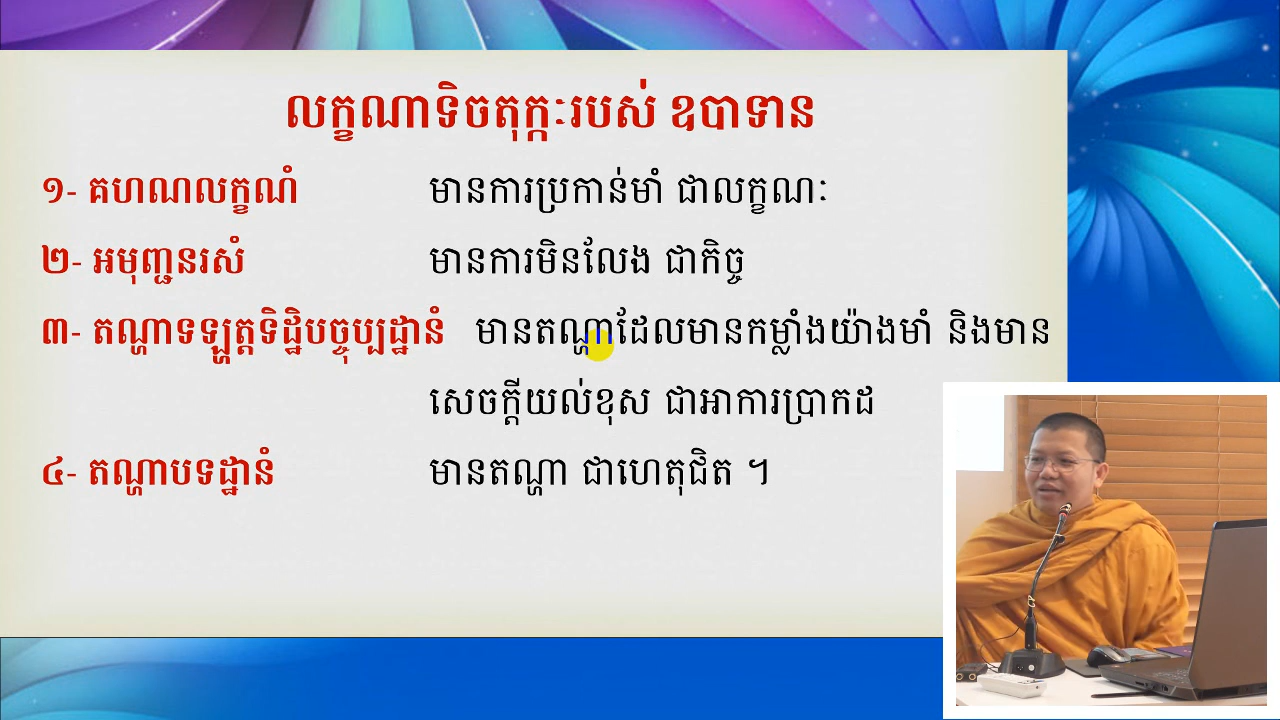 លក្ខណាទិចតុក្កៈរបស់ ឧបាទាន
១- គហណលក្ខណំ មានការប្រកាន់មាំ ជាលក្ខណៈ
២- អមុញ្ជនរសំ មានការមិនលែង ជាកិច្ច
៣- តណ្ហាទឡ្ហត្តទិដ្ឋិបច្ចុប្បដ្ឋានំ មានតណ្ហាដែលមានកម្លាំងយ៉ាងមាំ និងមាន
សេចក្ដីយល់ខុស ជាអាការប្រាកដ
៤- តណ្ហាបទដ្ឋានំ មានតណ្ហា ជាហេតុជិត ។